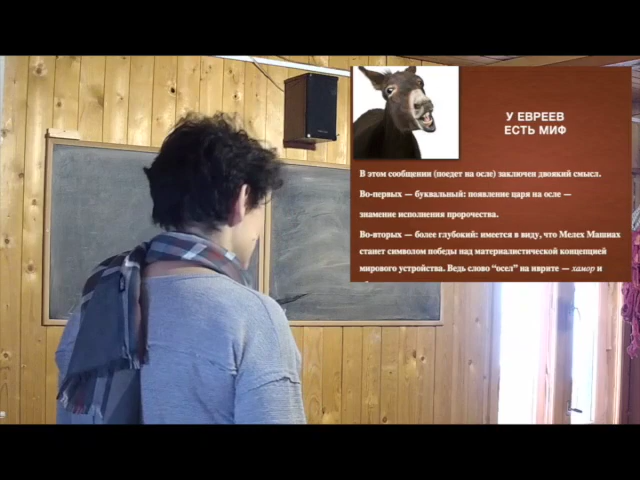 У ЕВРЕЕВ
ЕСТЬ МИФ
В этом сообщении (поедет на осле) заключен двоякий смысл.
Во-первых — буквальный: появление царя на осле —
знамение исполнения пророчества.
Во-вторых — более глубокий: имеется в виду, что Мелех Машиах
станет символом победы над материалистической концепцией
мирового устройства. Ведь слово “осел” на иврите — хамор и